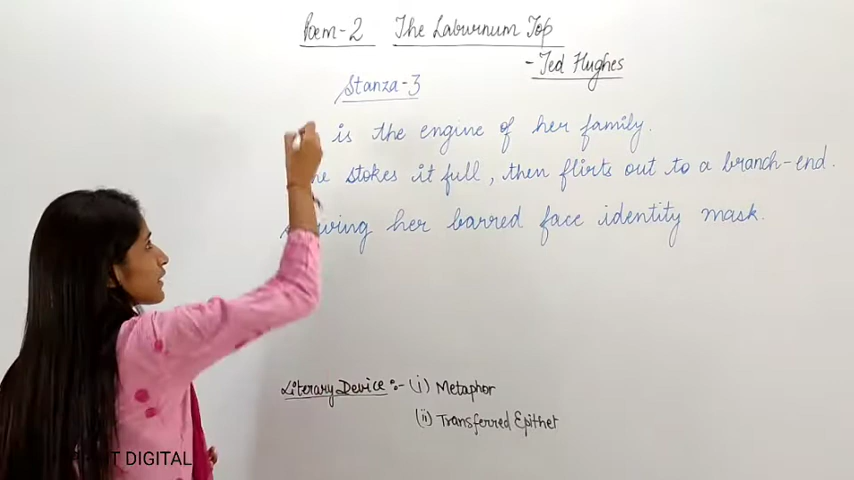 Poem-2 The Laburnum Top
- Ted Hughes
Stanza-3
is the engine of her family.
stokes it full, then flirts out to a branch-end.
her barred face identity mask.
Literary Device :- (i) Metaphor
(ii) Transferred Epithet
DIGITAL